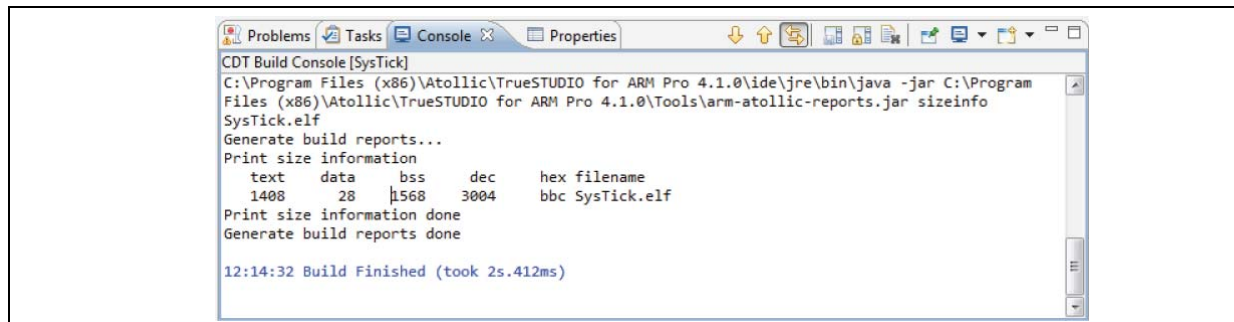 Problems Tasks Console Properties
CDT Build Console [SysTick]
C:\Program Files (x86)\Atollic\TrueSTUDIO for ARM Pro 4.1.0\ide\jre\bin\java -jar C:\Program
Files (x86)\Atollic\TrueSTUDIO for ARM Pro 4.1.0\Tools\arm-atollic-reports.jar sizeinfo
SysTick.elf
Generate build reports...
Print size information
text data bss dec hex filename
1408 28 1568 3004 bbc SysTick.elf
Print size information done
Generate build reports done
12:14:32 Build Finished (took 2s.412ms)